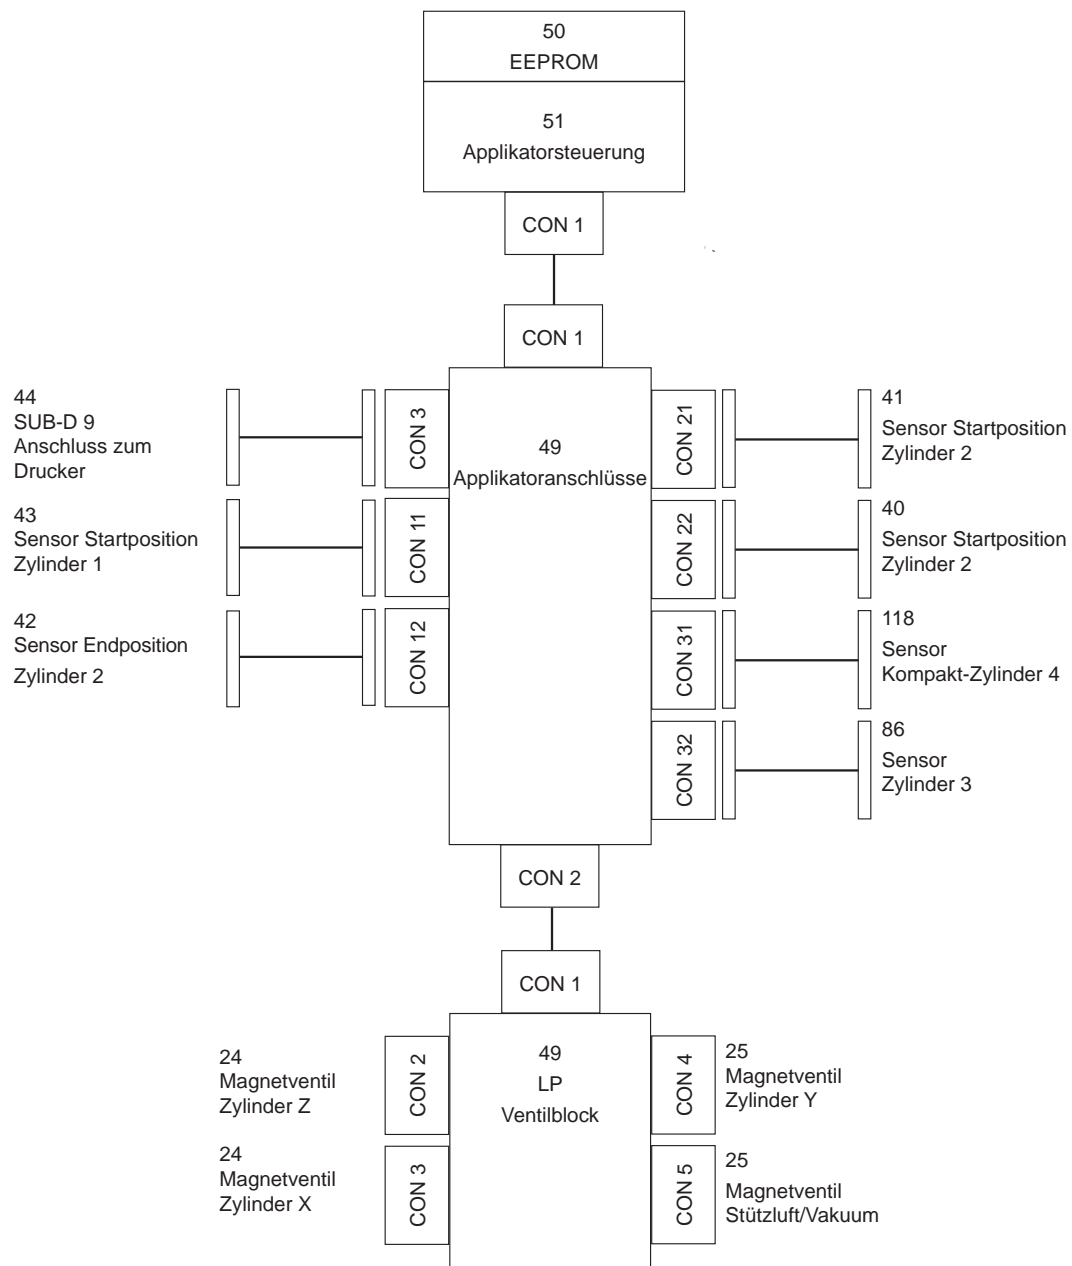 50
EEPROM
51
Applikatorsteuerung
CON 1
CON 1
44
SUB-D 9
Anschluss zum
Drucker
CON 3
43
Sensor Startposition
Zylinder 1
CON 11
42
Sensor Endposition
Zylinder 2
CON 12
49
Applikatoranschlüsse
CON 21
41
Sensor Startposition
Zylinder 2
CON 22
40
Sensor Startposition
Zylinder 2
CON 31
118
Sensor
Kompakt-Zylinder 4
CON 32
86
Sensor
Zylinder 3
CON 2
CON 1
24
Magnetventil
Zylinder Z
CON 2
24
Magnetventil
Zylinder X
CON 3
49
LP
Ventilblock
CON 4
25
Magnetventil
Zylinder Y
CON 5
25
Magnetventil
Stützluft/Vakuum